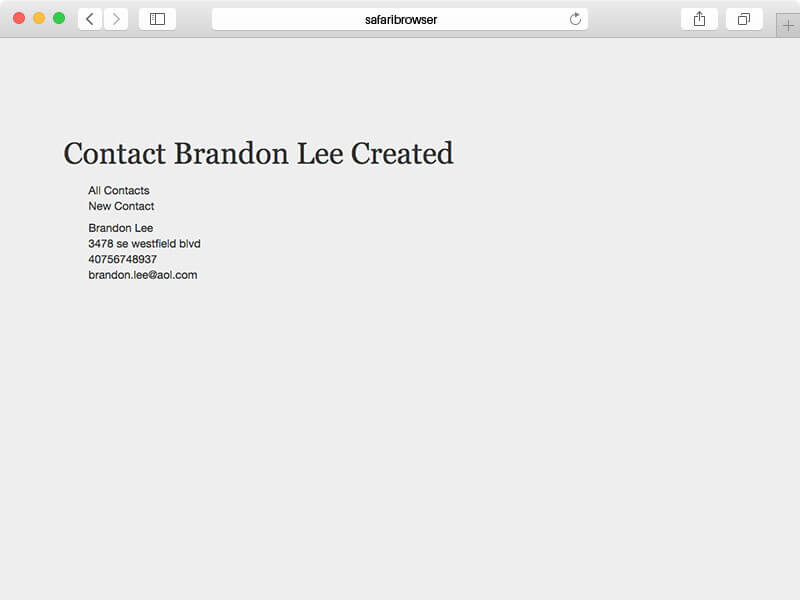 safaribrowser
Contact Brandon Lee Created
All Contacts
New Contact
Brandon Lee
3478 se westfield blvd
40756748937
brandon.lee@aol.com